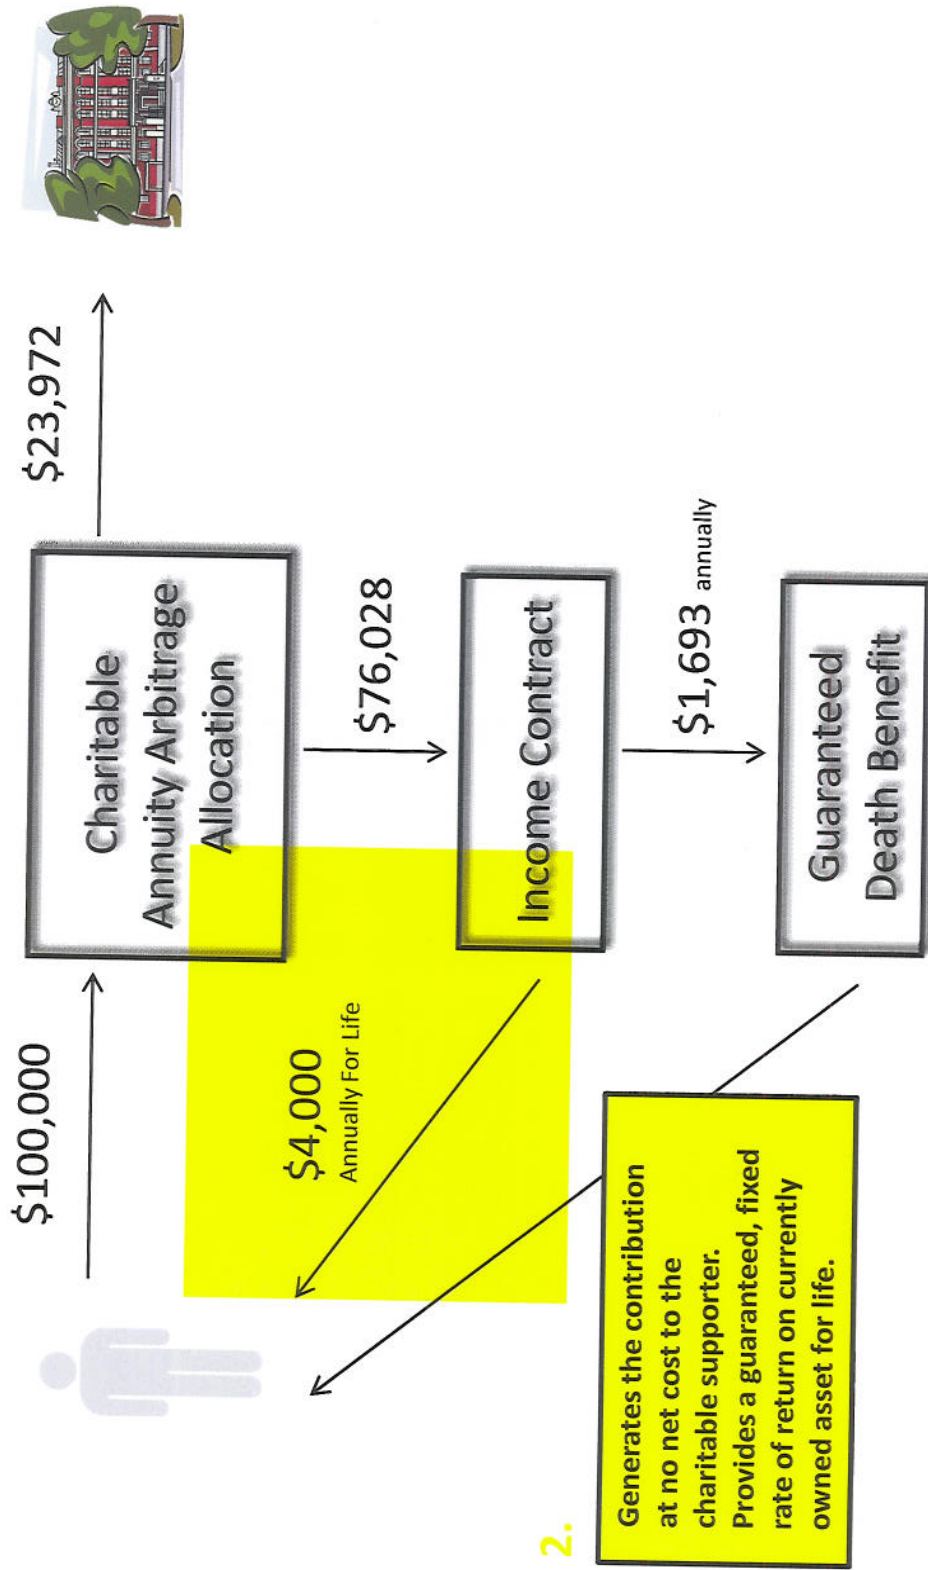 $100,000
Charitable
Annuity Arbitrage
Allocation
$23,972
$4,000
Annually For Life
$76,028
Income Contract
$1,693 annually
Guaranteed
Death Benefit
2.
Generates the contribution
at no net cost to the
charitable supporter.
Provides a guaranteed, fixed
rate of return on currently
owned asset for life.